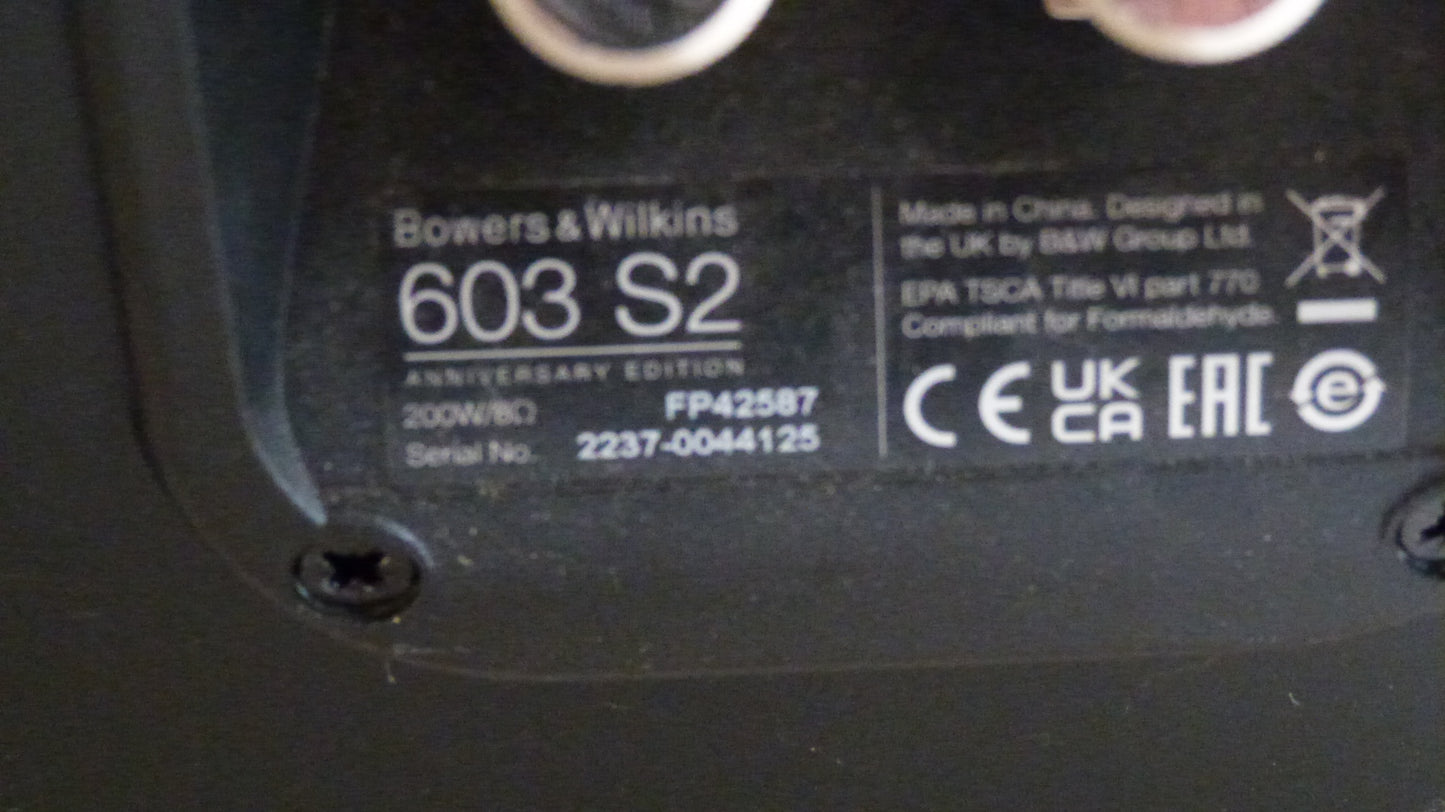 Bowers & Wilkins
603 S2
ANNIVERSARY EDITION
200W/8Ω FP42587
Serial No. 2237-0044125
Made in China. Designed in
the UK by B&W Group Ltd.
EPA TSCA Title VI part 770
Compliant for Formaldehyde.
CE UK CA EAC e